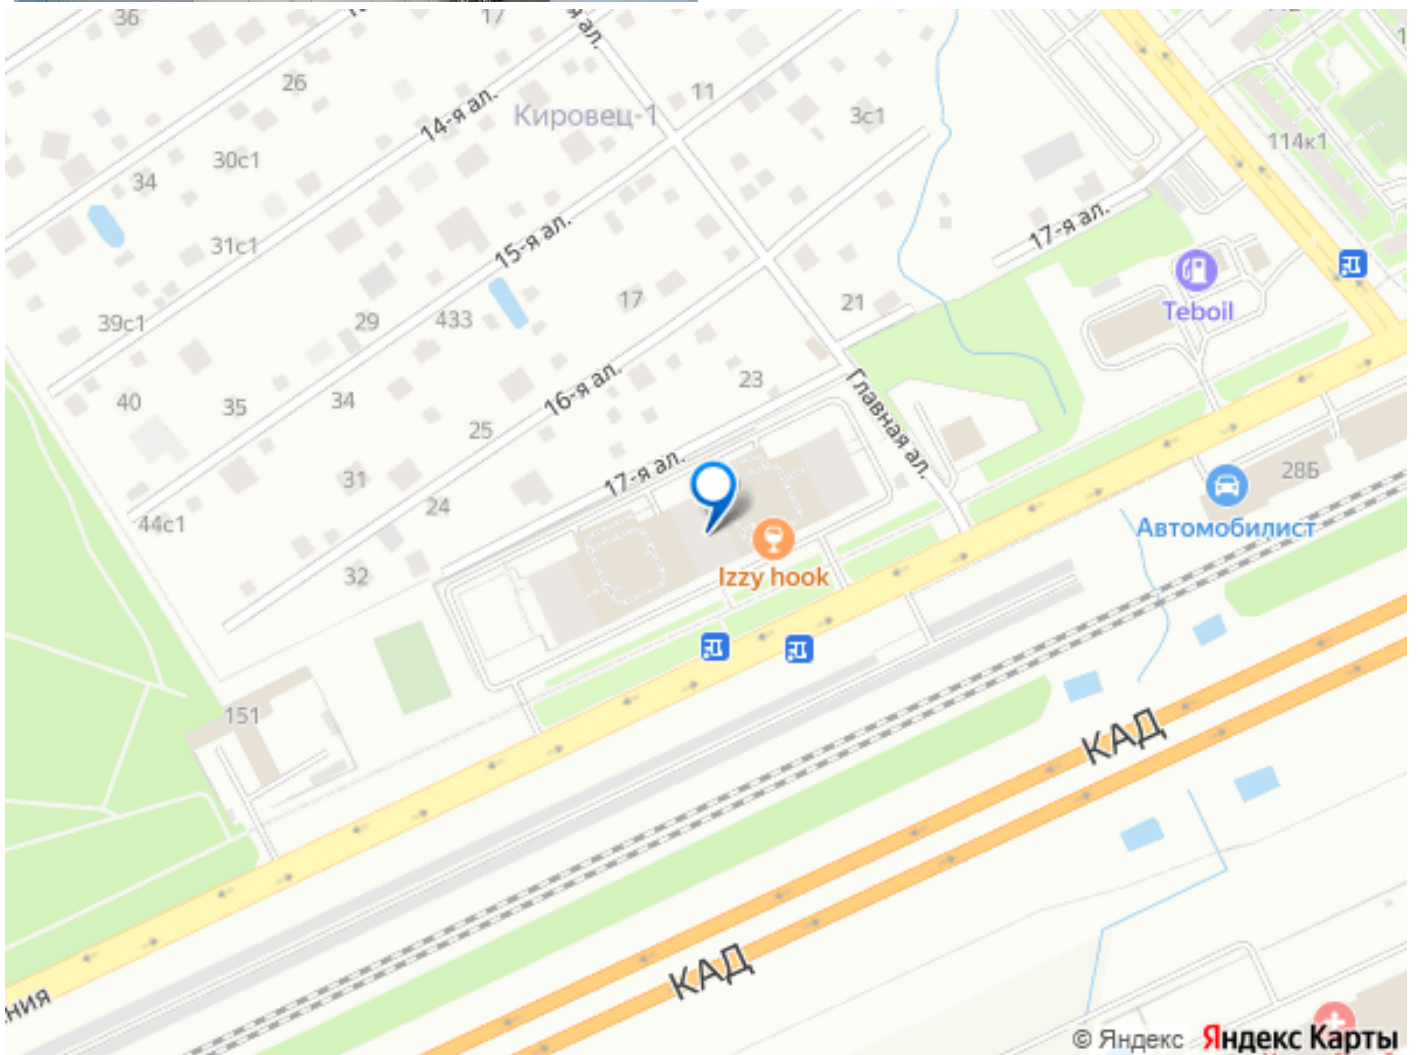 36
17
я ал.
26
14-я ал.
11
Кировец-1
3с1
114к1
30с1
34
31с1
15-я ал.
17-я ал.
Teboil
39с1
29
433
17
21
40
35
34
25
16-я ал.
23
Главная ал.
31
17-я ал.
28Б
44с1
24
Автомобилист
32
Izzy hook
151
КАД
КАД
ния
© Яндекс Яндекс Карты